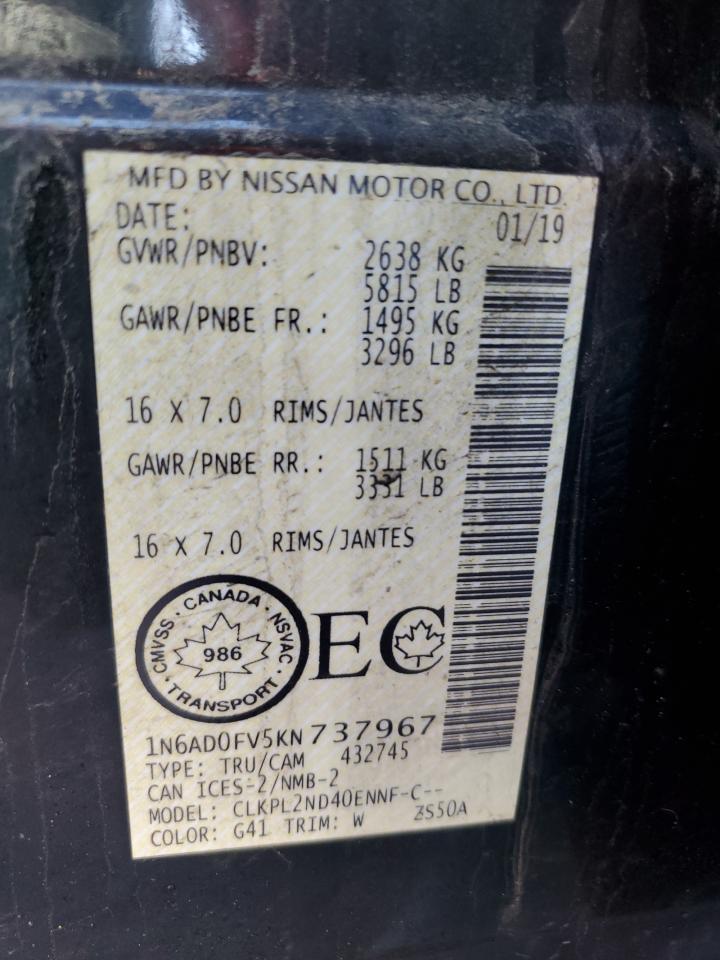 MFD BY NISSAN MOTOR CO., LTD.
DATE: 01/19
GVWR/PNBV: 2638 KG
5815 LB
GAWR/PNBE FR.: 1495 KG
3296 LB
16 X 7.0 RIMS/JANTES
GAWR/PNBE RR.: 1511 KG
3331 LB
16 X 7.0 RIMS/JANTES
CMVSS · CANADA · NSVAC · TRANSPORT ·
986
EC
1N6AD0FV5KN737967
TYPE: TRU/CAM 432745
CAN ICES-2/NMB-2
MODEL: CLKPL2ND40ENNF-C--
COLOR: G41 TRIM: W ZS50A